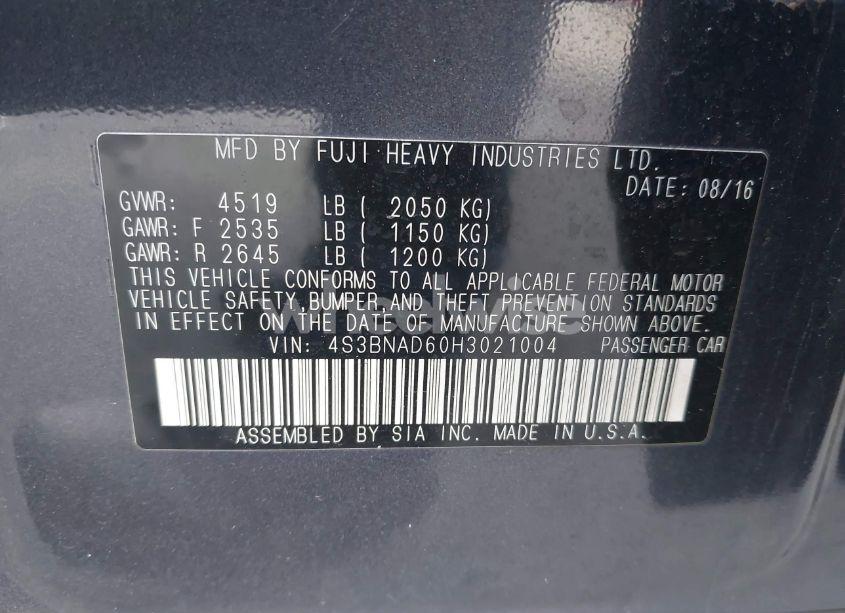 MFD BY FUJI HEAVY INDUSTRIES LTD.
DATE: 08/16
GVWR: 4519 LB ( 2050 KG)
GAWR: F 2535 LB ( 1150 KG)
GAWR: R 2645 LB ( 1200 KG)
THIS VEHICLE CONFORMS TO ALL APPLICABLE FEDERAL MOTOR
VEHICLE SAFETY, BUMPER, AND THEFT PREVENTION STANDARDS
IN EFFECT ON THE DATE OF MANUFACTURE SHOWN ABOVE.
wheelwise
VIN: 4S3BNAD60H3021004 PASSENGER CAR
ASSEMBLED BY SIA INC. MADE IN U.S.A.